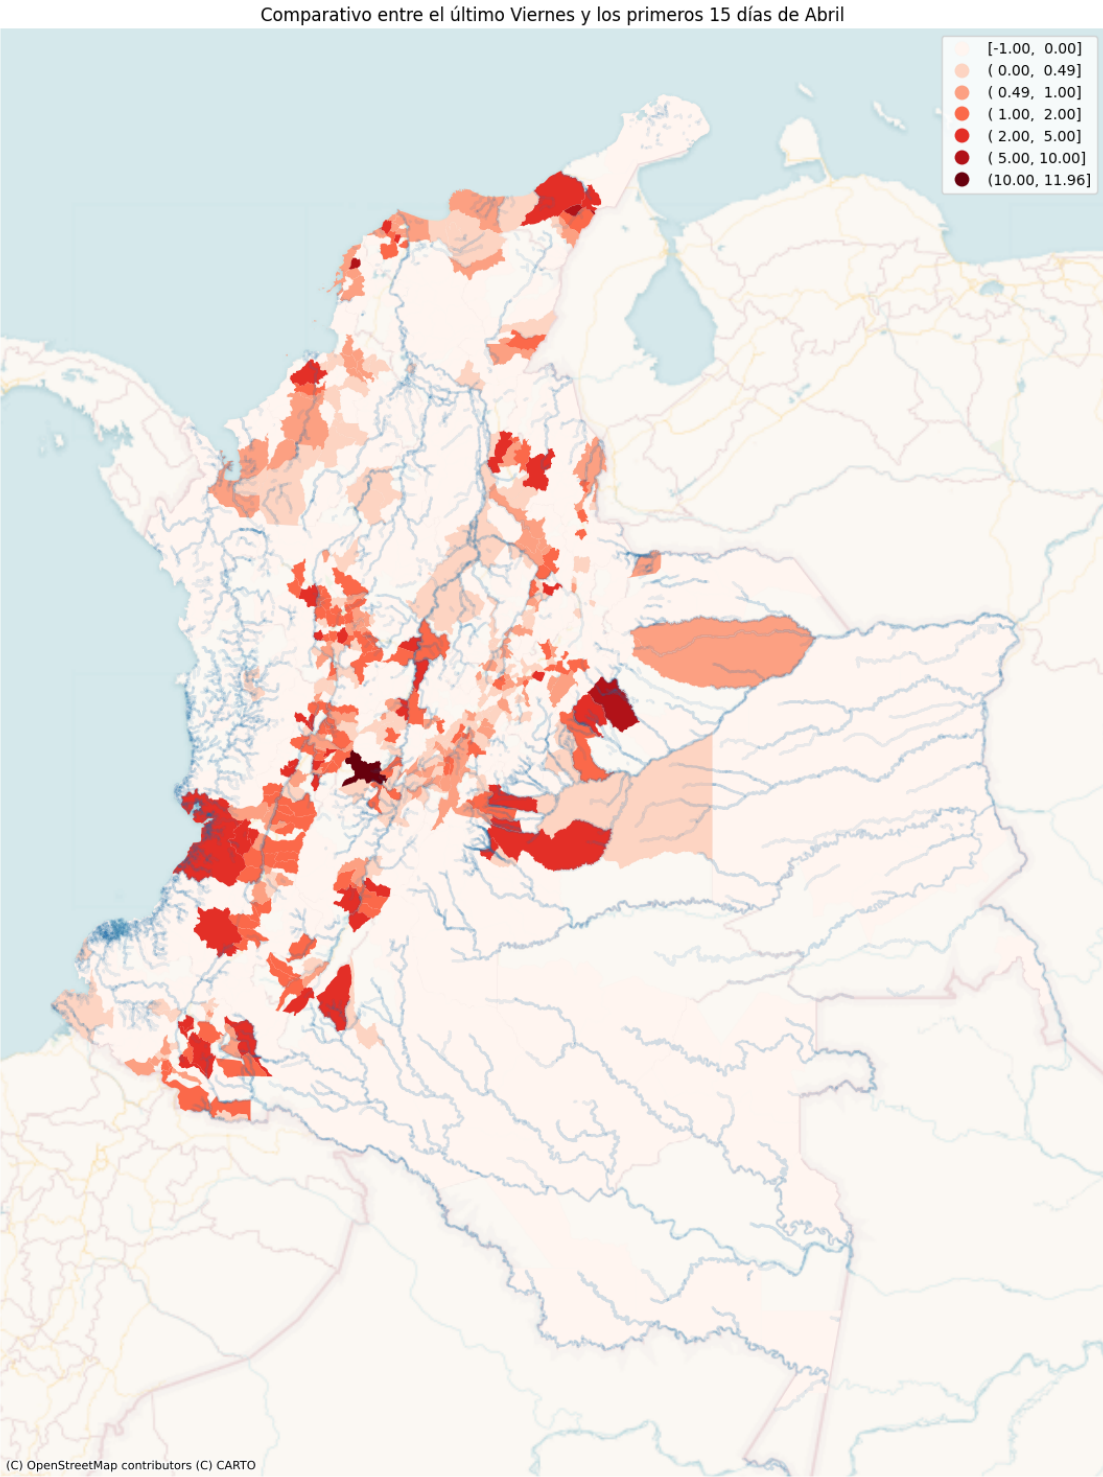 Comparativo entre el último Viernes y los primeros 15 días de Abril
[-1.00,  0.00]
( 0.00,  0.49]
( 0.49,  1.00]
( 1.00,  2.00]
( 2.00,  5.00]
( 5.00, 10.00]
(10.00, 11.96]
(C) OpenStreetMap contributors (C) CARTO